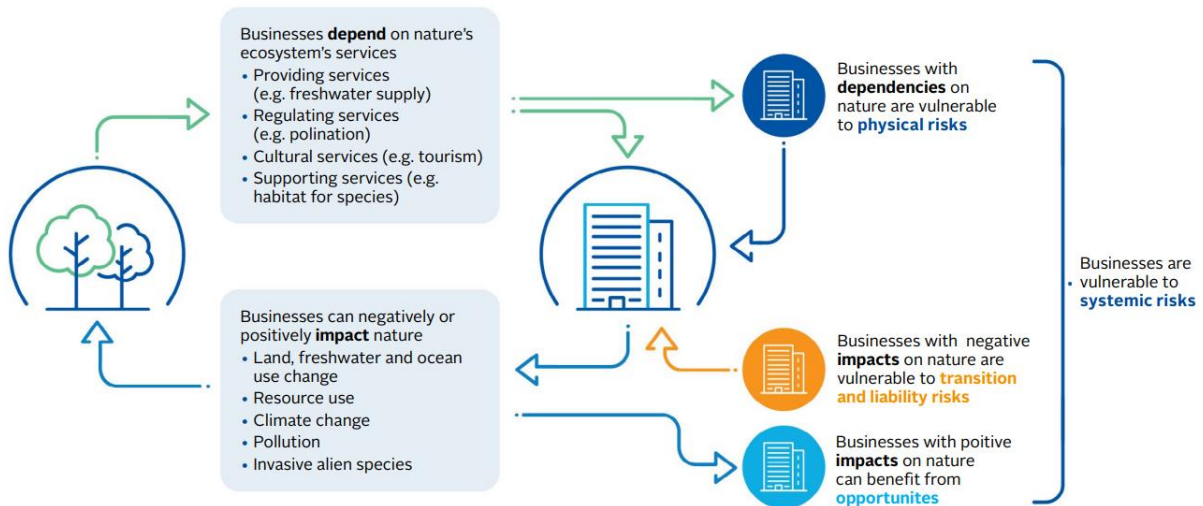 Businesses depend on nature's
ecosystem's services
• Providing services
(e.g. freshwater supply)
• Regulating services
(e.g. polination)
• Cultural services (e.g. tourism)
• Supporting services (e.g.
habitat for species)
Businesses with
dependencies on
nature are vulnerable
to physical risks
Businesses are
vulnerable to
systemic risks
Businesses can negatively or
positively impact nature
• Land, freshwater and ocean
use change
• Resource use
• Climate change
• Pollution
• Invasive alien species
Businesses with negative
impacts on nature are
vulnerable to transition
and liability risks
Businesses with poitive
impacts on nature
can benefit from
opportunites